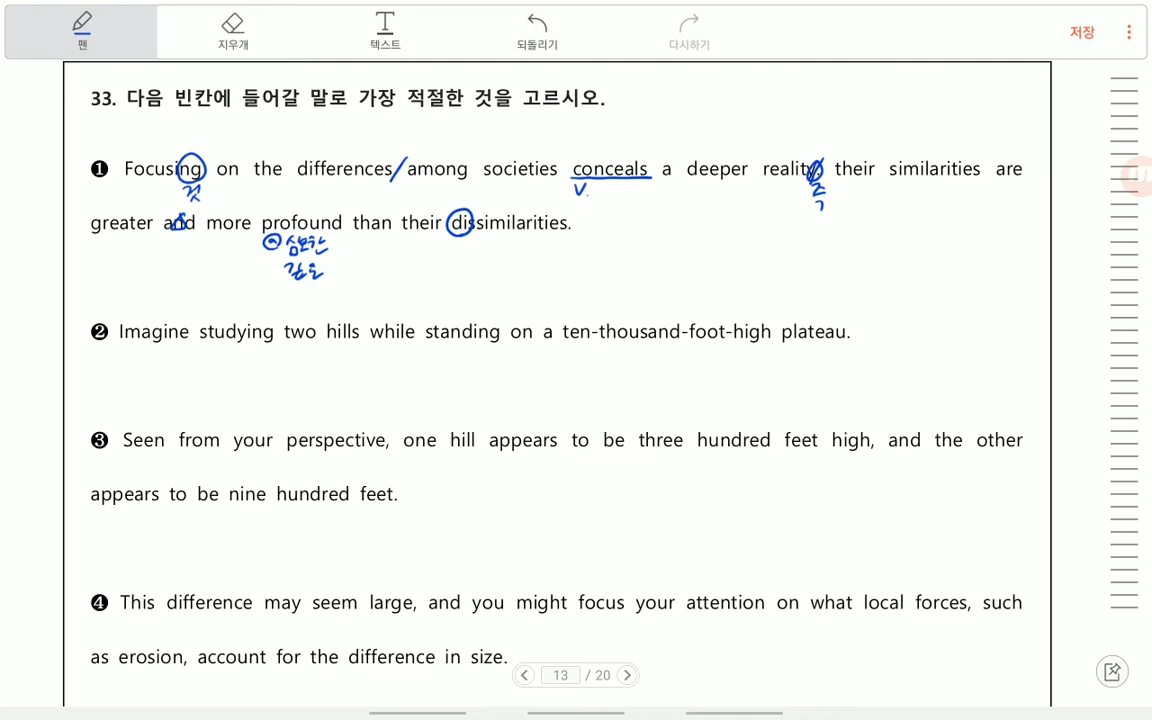 펜 지우개 텍스트 되돌리기 다시하기 저장
33. 다음 빈칸에 들어갈 말로 가장 적절한 것을 고르시오.
❶ Focusing on the differences/among societies conceals a deeper reality: their similarities are
것 V. 즉
greater and more profound than their dissimilarities.
ⓐ 심오한
깊은
❷ Imagine studying two hills while standing on a ten-thousand-foot-high plateau.
❸ Seen from your perspective, one hill appears to be three hundred feet high, and the other
appears to be nine hundred feet.
❹ This difference may seem large, and you might focus your attention on what local forces, such
as erosion, account for the difference in size.
13 / 20